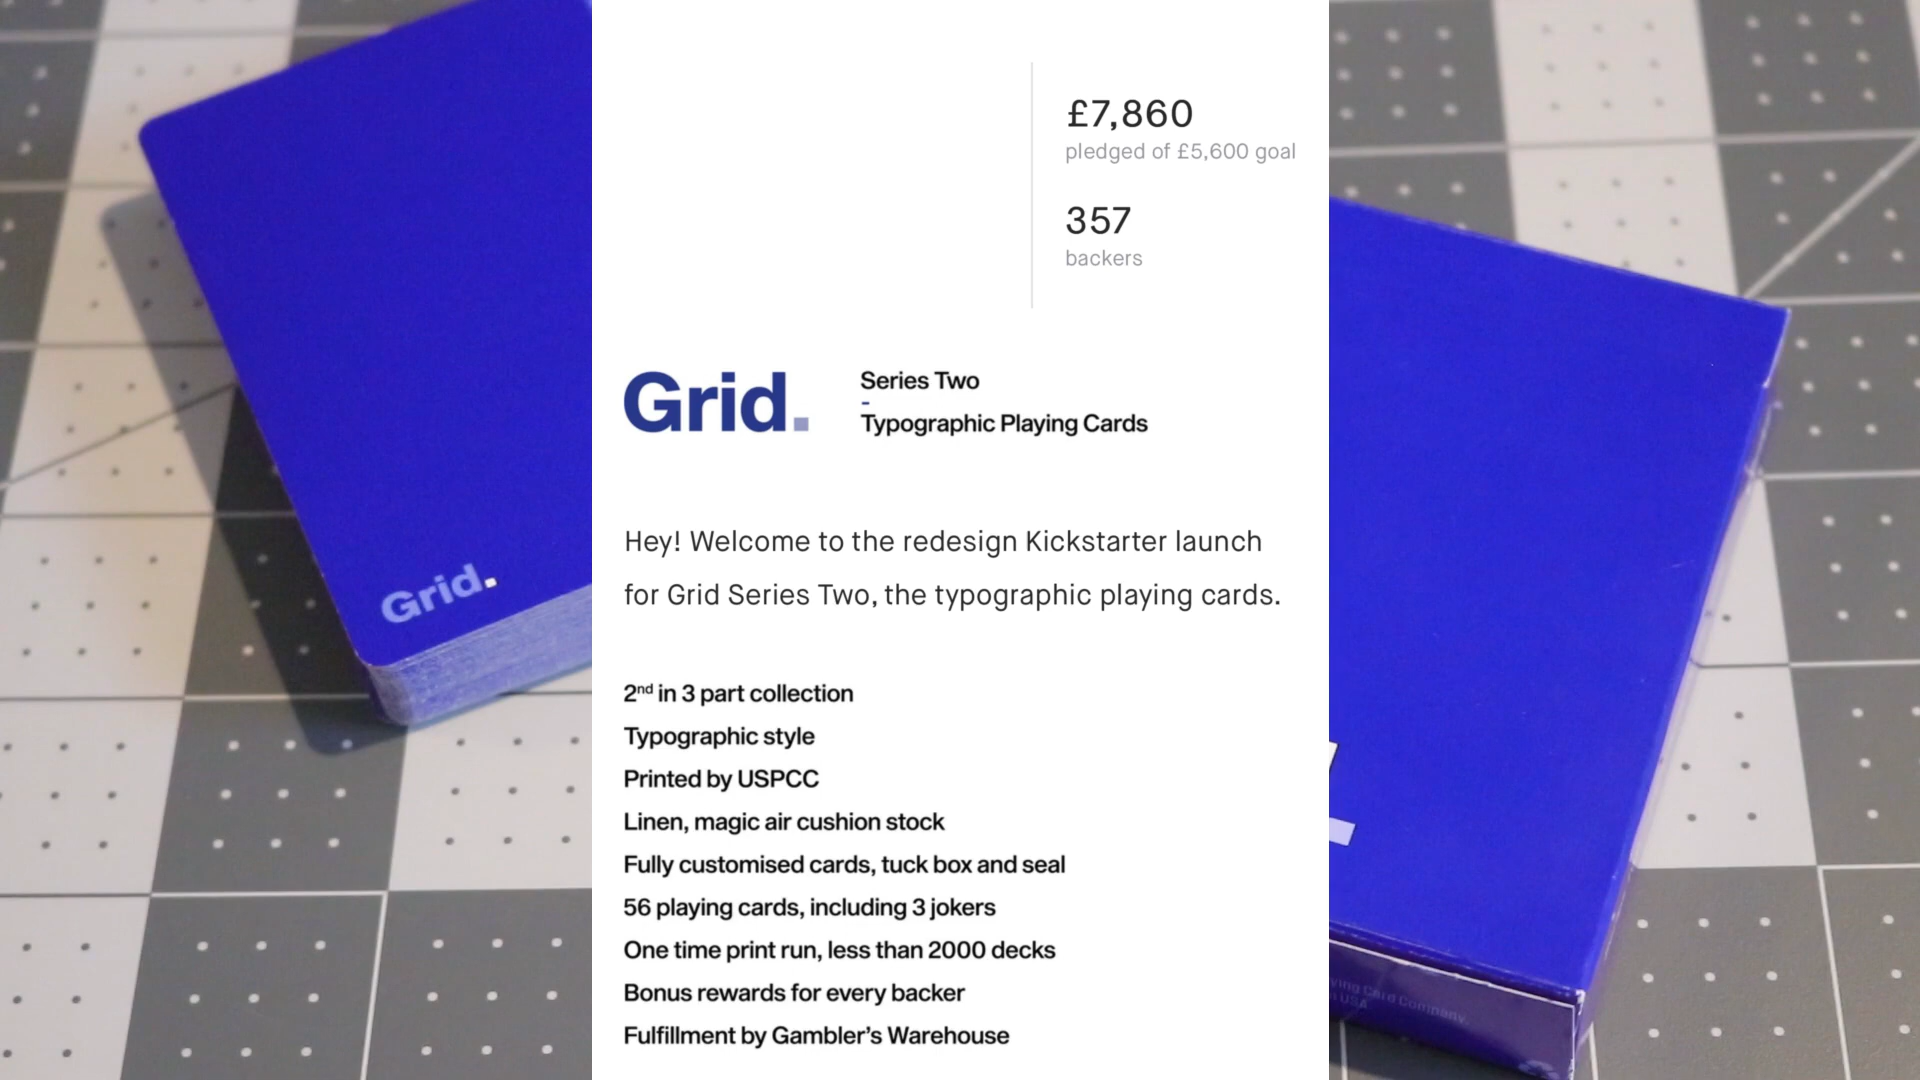 £7,860
pledged of £5,600 goal
357
backers
Grid.
Series Two
-
Typographic Playing Cards
Hey! Welcome to the redesign Kickstarter launch
for Grid Series Two, the typographic playing cards.
2nd in 3 part collection
Typographic style
Printed by USPCC
Linen, magic air cushion stock
Fully customised cards, tuck box and seal
56 playing cards, including 3 jokers
One time print run, less than 2000 decks
Bonus rewards for every backer
Fulfillment by Gambler's Warehouse
Grid.
Card Company
USA